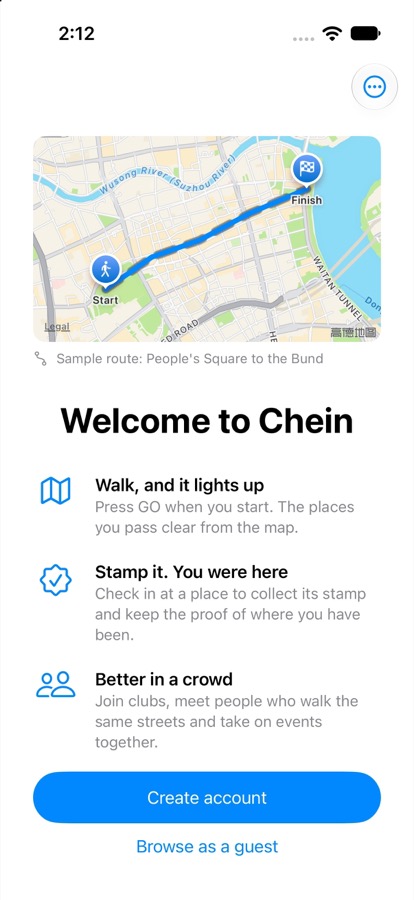 2:12
Wusong River (Suzhou River)
Finish
Start
WAITAN TUNNEL
Legal
高德地图
Sample route: People's Square to the Bund
Welcome to Chein
Walk, and it lights up
Press GO when you start. The places
you pass clear from the map.
Stamp it. You were here
Check in at a place to collect its stamp
and keep the proof of where you have
been.
Better in a crowd
Join clubs, meet people who walk the
same streets and take on events
together.
Create account
Browse as a guest